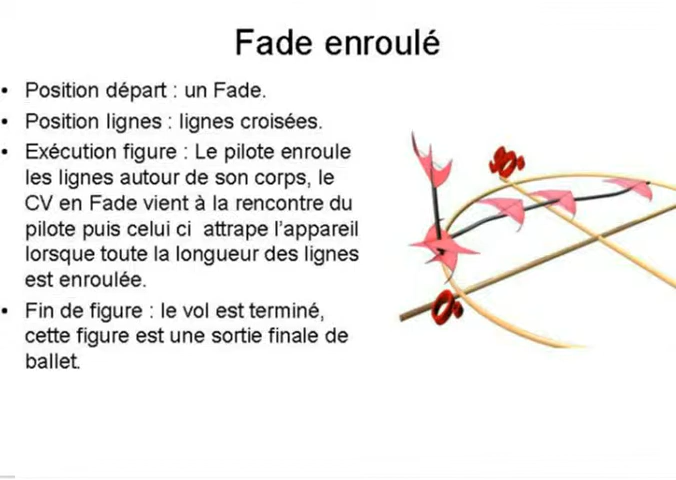 Fade enroulé
• Position départ : un Fade.
• Position lignes : lignes croisées.
• Exécution figure : Le pilote enroule
les lignes autour de son corps, le
CV en Fade vient à la rencontre du
pilote puis celui ci attrape l'appareil
lorsque toute la longueur des lignes
est enroulée.
• Fin de figure : le vol est terminé,
cette figure est une sortie finale de
ballet.